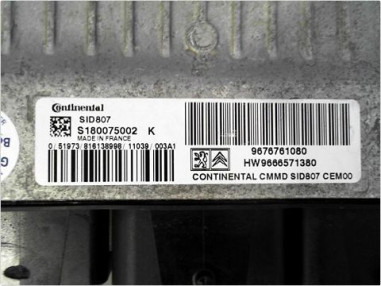 Continental
SID807
S180075002 K
MADE IN FRANCE
0 51973/816138998/11039/003A1
9676761080
HW9666571380
CONTINENTAL CMMD SID807 CEM00